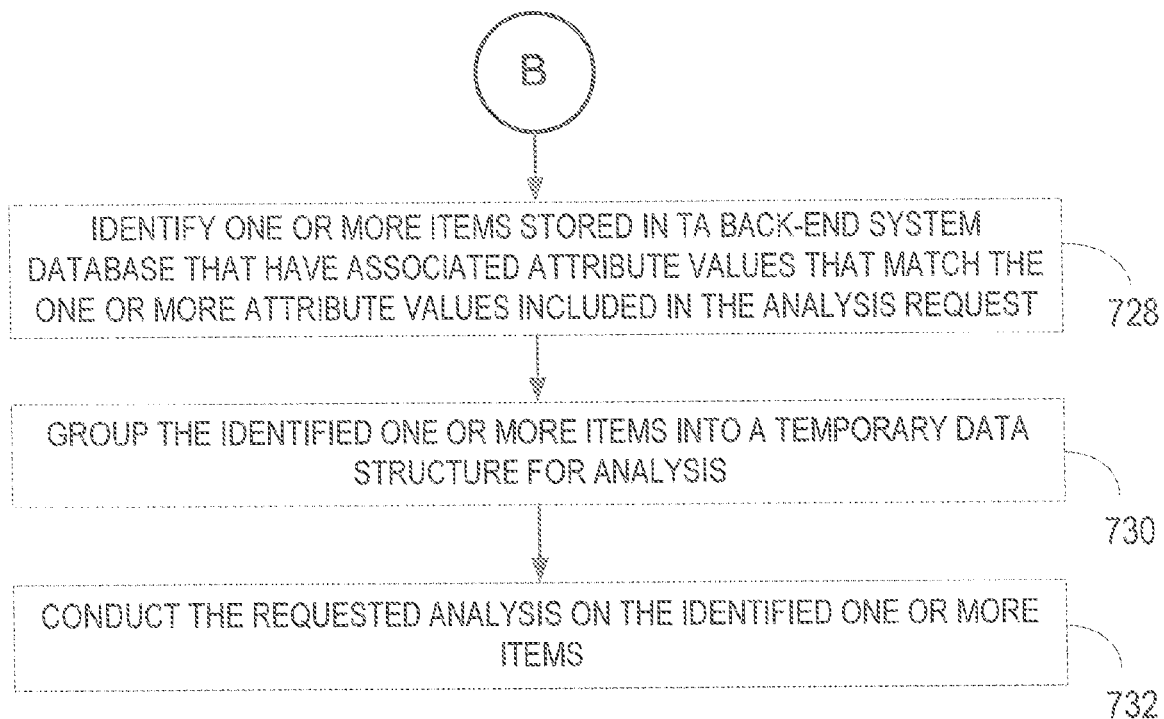 B
IDENTIFY ONE OR MORE ITEMS STORED IN TA BACK-END SYSTEM
DATABASE THAT HAVE ASSOCIATED ATTRIBUTE VALUES THAT MATCH THE
ONE OR MORE ATTRIBUTE VALUES INCLUDED IN THE ANALYSIS REQUEST
728
GROUP THE IDENTIFIED ONE OR MORE ITEMS INTO A TEMPORARY DATA
STRUCTURE FOR ANALYSIS
730
CONDUCT THE REQUESTED ANALYSIS ON THE IDENTIFIED ONE OR MORE
ITEMS
732